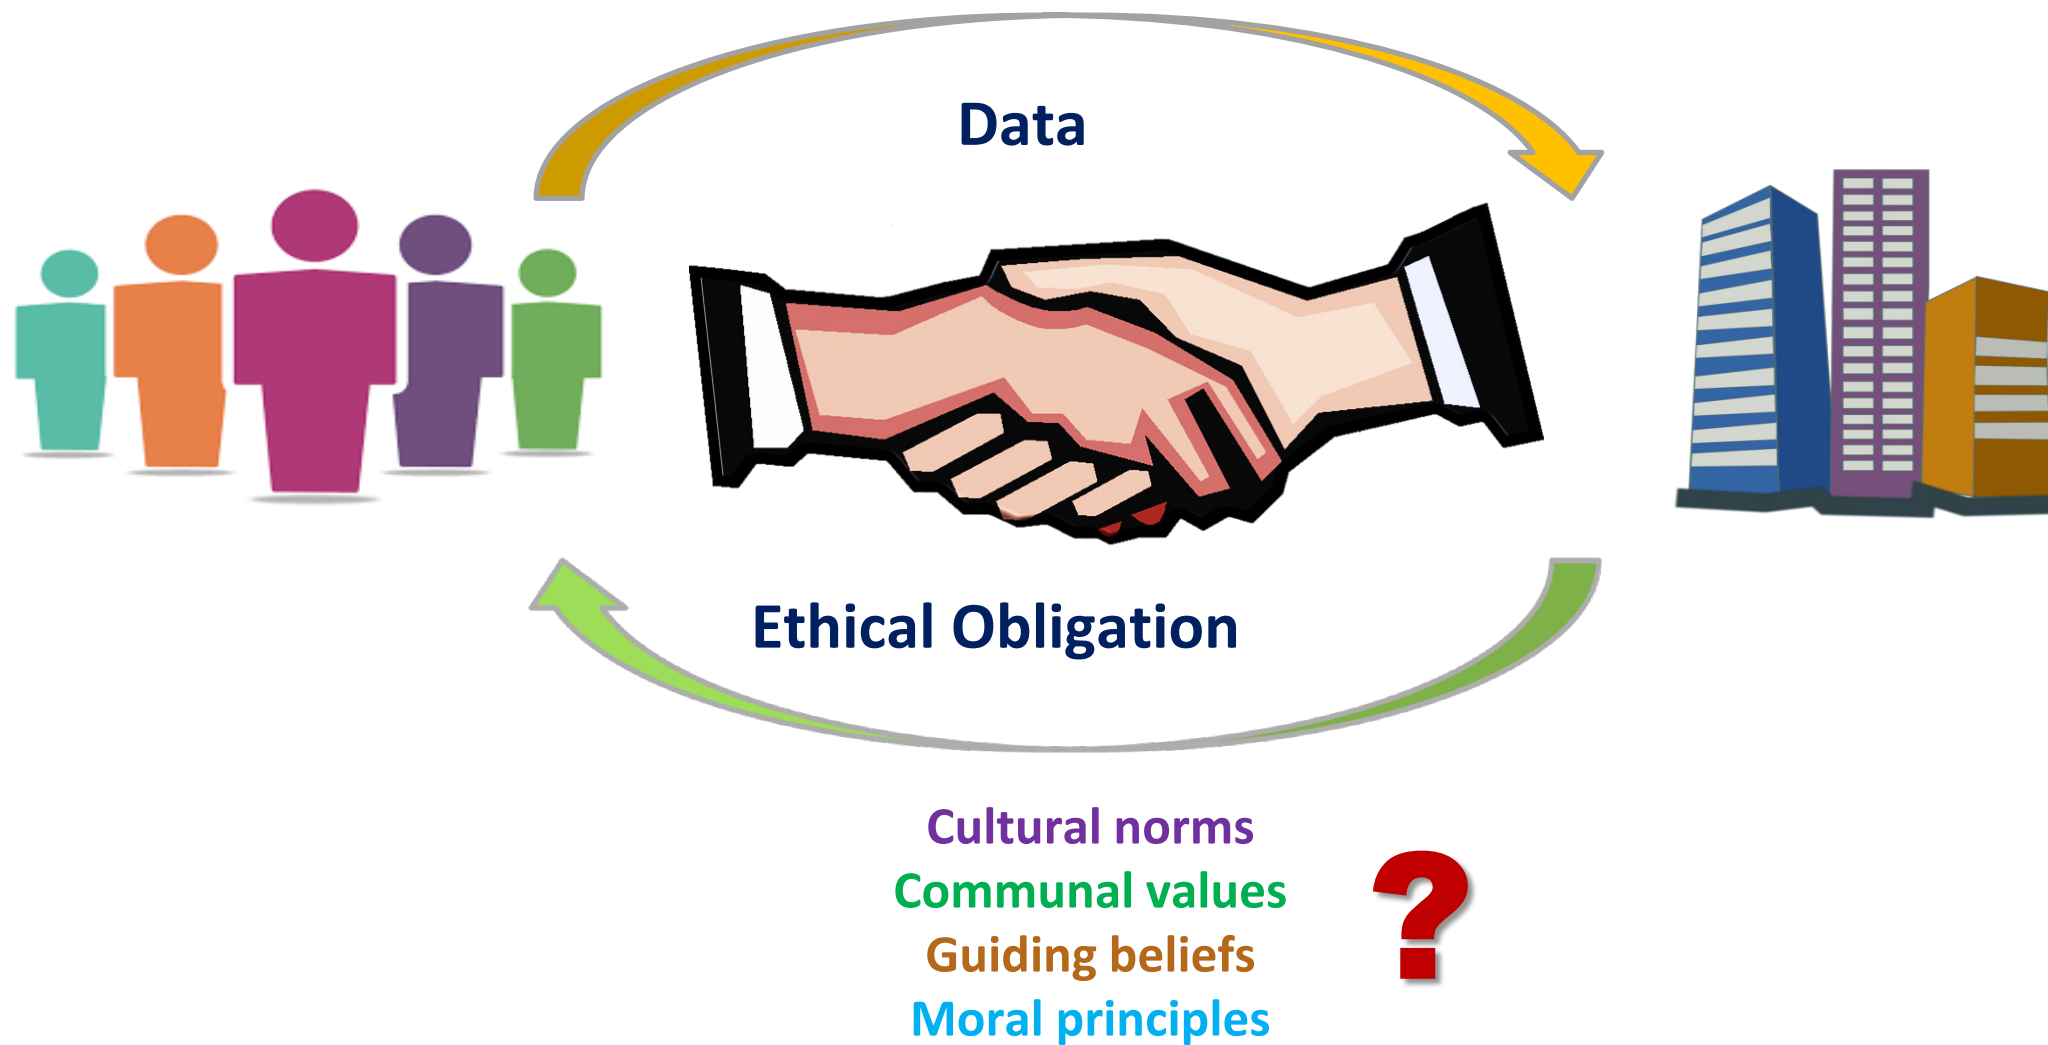 Data
Ethical Obligation
Cultural norms
Communal values
Guiding beliefs
Moral principles
?